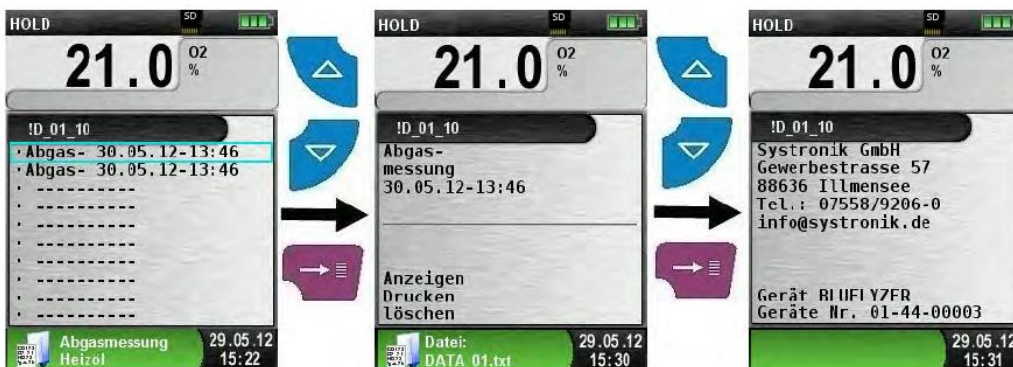 HOLD
SD
21.0 O2
%
!D_01_10
·Abgas- 30.05.12-13:46
·Abgas- 30.05.12-13:46
· -----------
· -----------
· -----------
· -----------
· -----------
· -----------
· -----------
Abgasmessung
Heizöl
29.05.12
15:22
HOLD
SD
21.0 O2
%
!D_01_10
Abgas-
messung
30.05.12-13:46
Anzeigen
Drucken
löschen
Datei:
DATA_01.txt
29.05.12
15:30
HOLD
SD
21.0 O2
%
!D_01_10
Systronik GmbH
Gewerbestrasse 57
88636 Illmensee
Tel.: 07558/9206-0
info@systronik.de
Gerät BLUELYZER
Geräte Nr. 01-44-00003
29.05.12
15:31